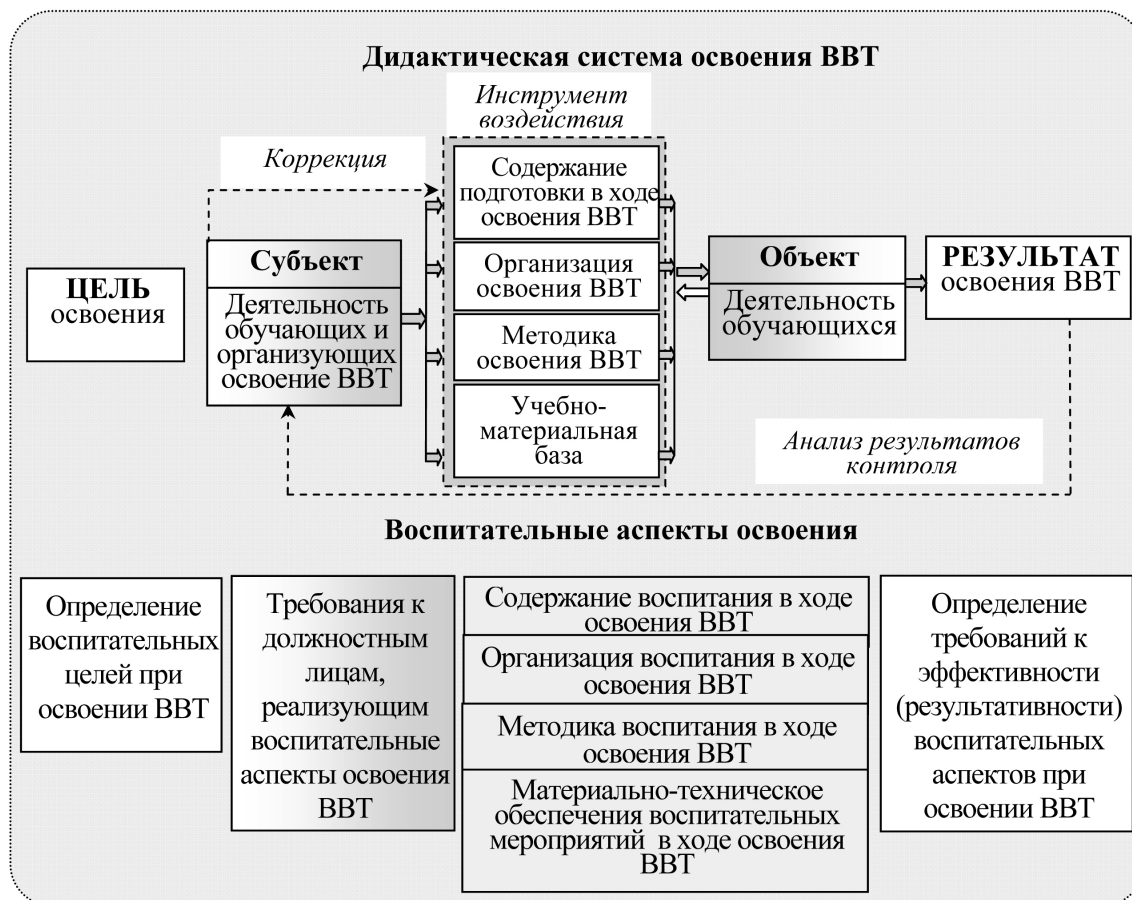 Дидактическая система освоения ВВТ
Инструмент
воздействия
Коррекция
Содержание
подготовки в ходе
освоения ВВТ
Организация
освоения ВВТ
Методика
освоения ВВТ
Учебно-
материальная
база
ЦЕЛЬ
освоения
Субъект
Деятельность
обучающих и
организующих
освоение ВВТ
Объект
Деятельность
обучающихся
РЕЗУЛЬТАТ
освоения ВВТ
Анализ результатов
контроля
Воспитательные аспекты освоения
Определение
воспитательных
целей при
освоении ВВТ
Требования к
должностным
лицам,
реализующим
воспитательные
аспекты освоения
ВВТ
Содержание воспитания в ходе
освоения ВВТ
Организация воспитания в ходе
освоения ВВТ
Методика воспитания в ходе
освоения ВВТ
Материально-техническое
обеспечения воспитательных
мероприятий в ходе освоения
ВВТ
Определение
требований к
эффективности
(результативности)
воспитательных
аспектов при
освоении ВВТ